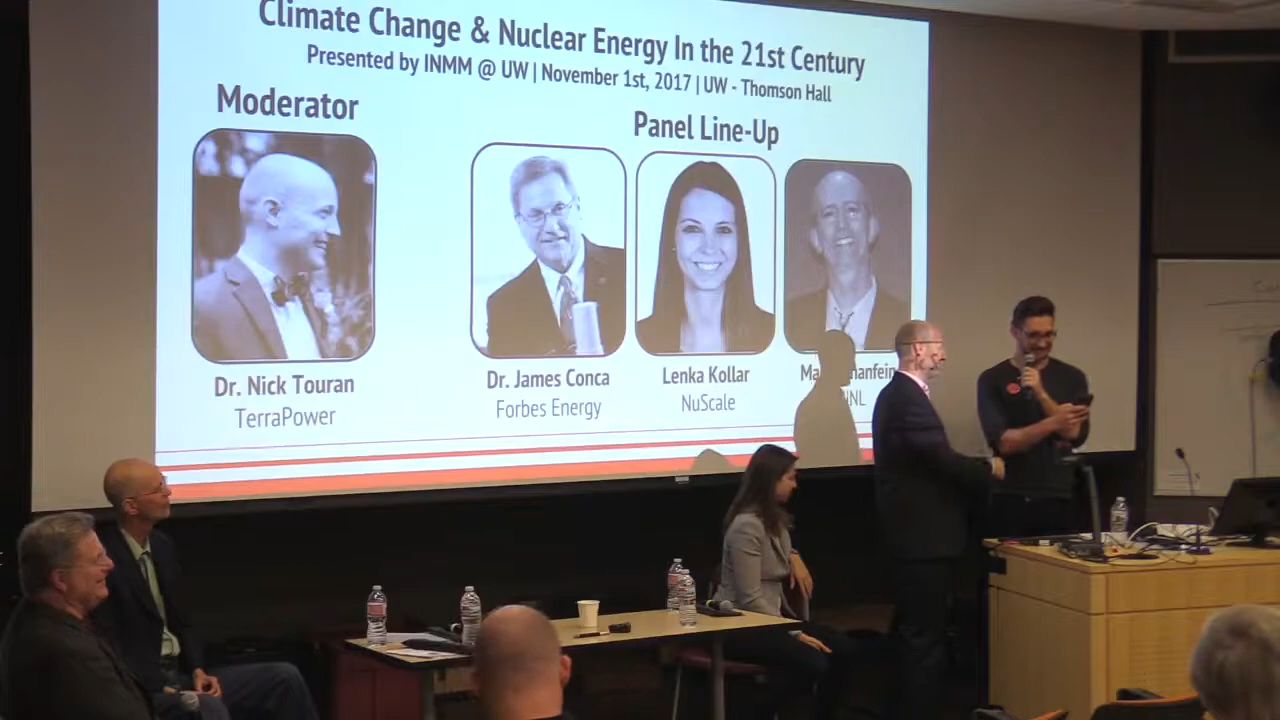 Climate Change & Nuclear Energy In the 21st Century
Presented by INMM @ UW | November 1st, 2017 | UW - Thomson Hall
Moderator
Panel Line-Up
Dr. Nick Touran
TerraPower
Dr. James Conca
Forbes Energy
Lenka Kollar
NuScale